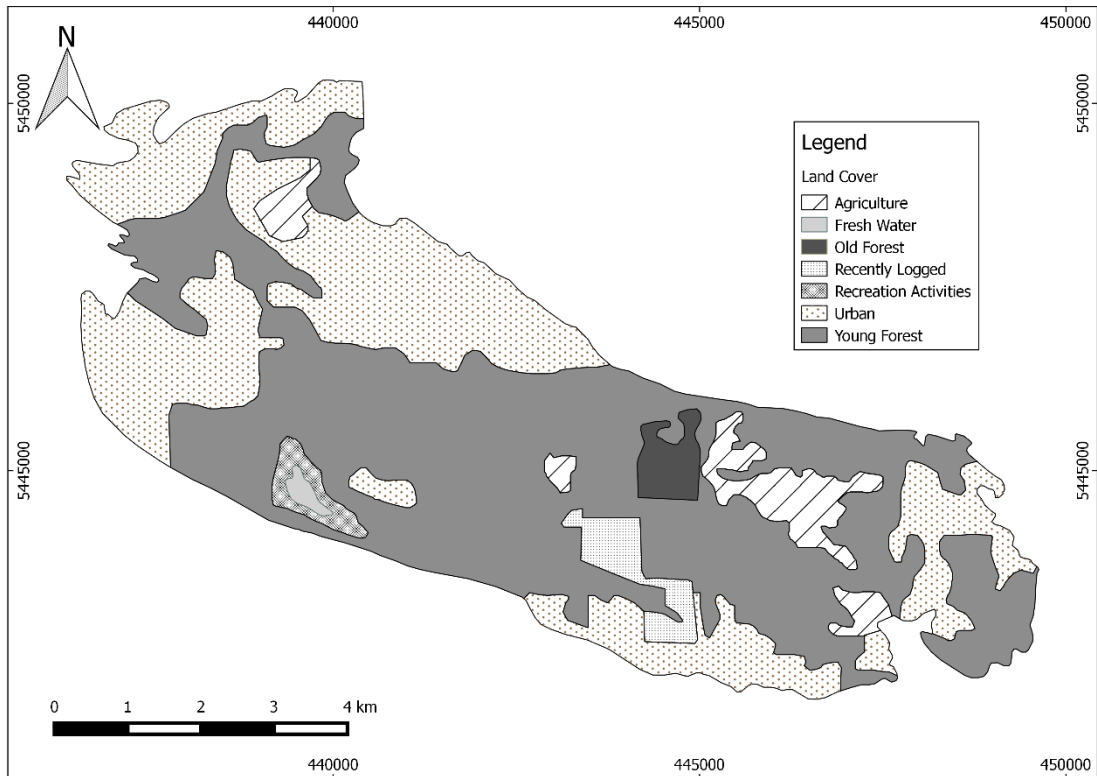 440000 445000 450000
N
5450000 5450000
Legend
Land Cover
Agriculture
Fresh Water
Old Forest
Recently Logged
Recreation Activities
Urban
Young Forest
5445000 5445000
0 1 2 3 4 km
440000 445000 450000